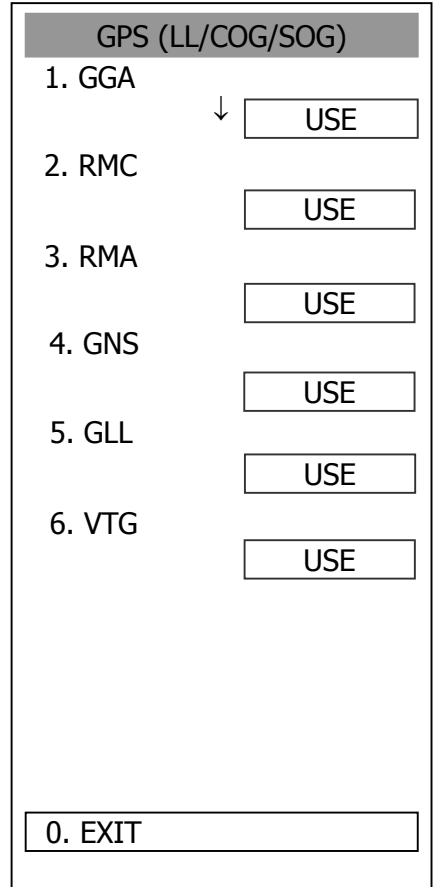 GPS (LL/COG/SOG)
1. GGA
↓ USE
2. RMC
USE
3. RMA
USE
4. GNS
USE
5. GLL
USE
6. VTG
USE
0. EXIT